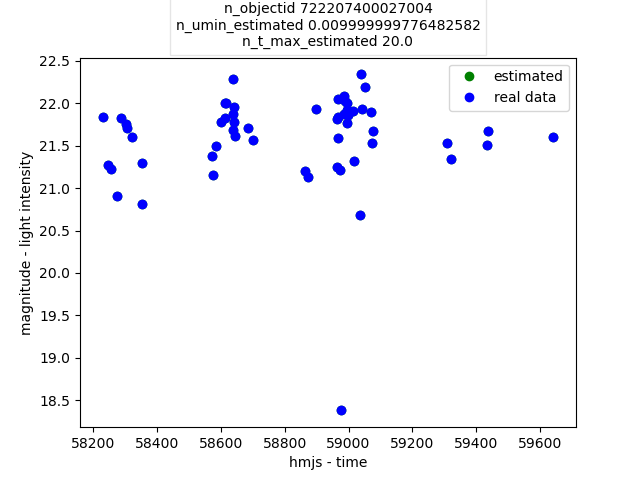 n_objectid 722207400027004
n_umin_estimated 0.009999999776482582
n_t_max_estimated 20.0
estimated
real data
22.5
22.0
21.5
21.0
20.5
20.0
19.5
19.0
18.5
magnitude - light intensity
58200 58400 58600 58800 59000 59200 59400 59600
hmjs - time